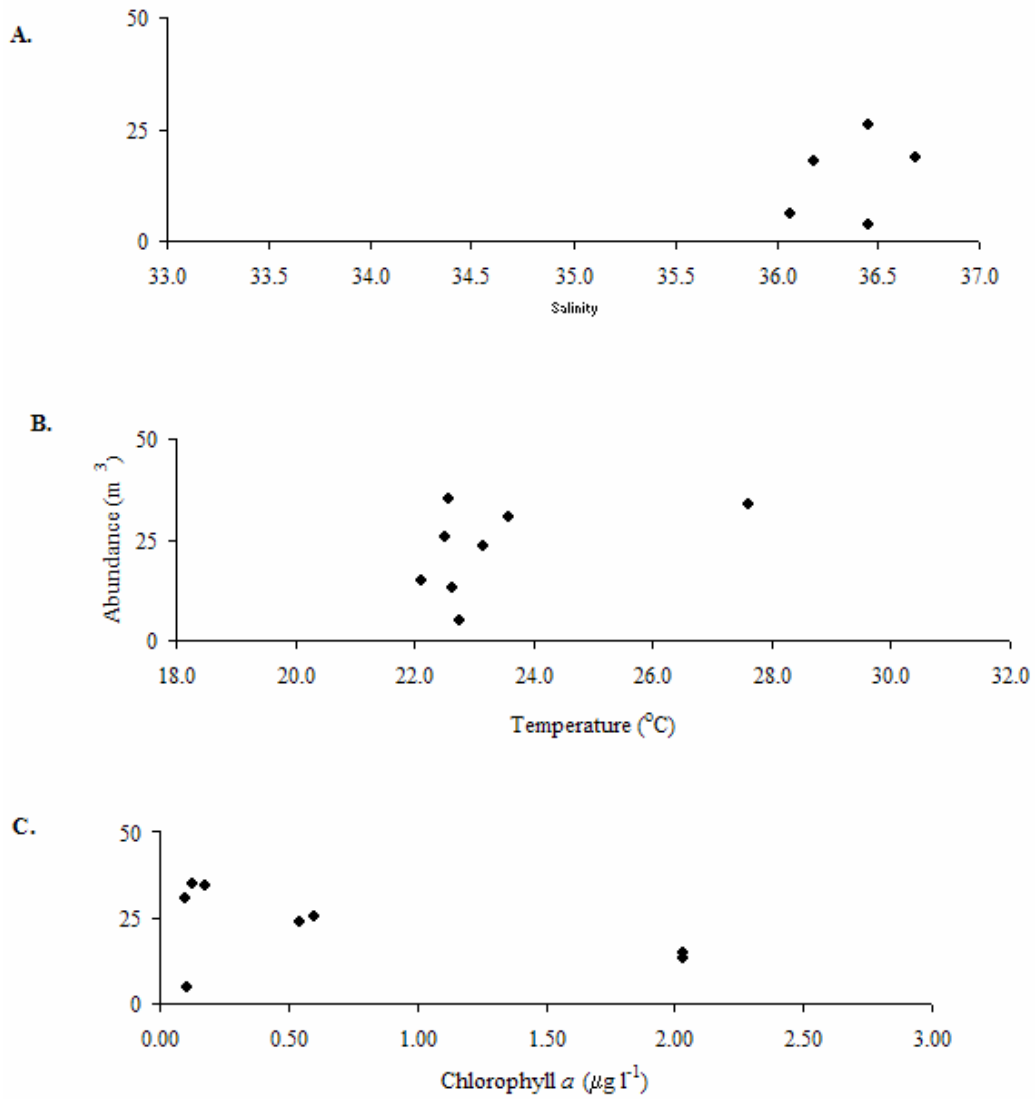 A.
50
25
0
33.0 33.5 34.0 34.5 35.0 35.5 36.0 36.5 37.0
Salinity
B.
50
25
0
Abundance (m 3)
18.0 20.0 22.0 24.0 26.0 28.0 30.0 32.0
Temperature (⁰C)
C.
50
25
0
0.00 0.50 1.00 1.50 2.00 2.50 3.00
Chlorophyll a (µg l⁻¹)